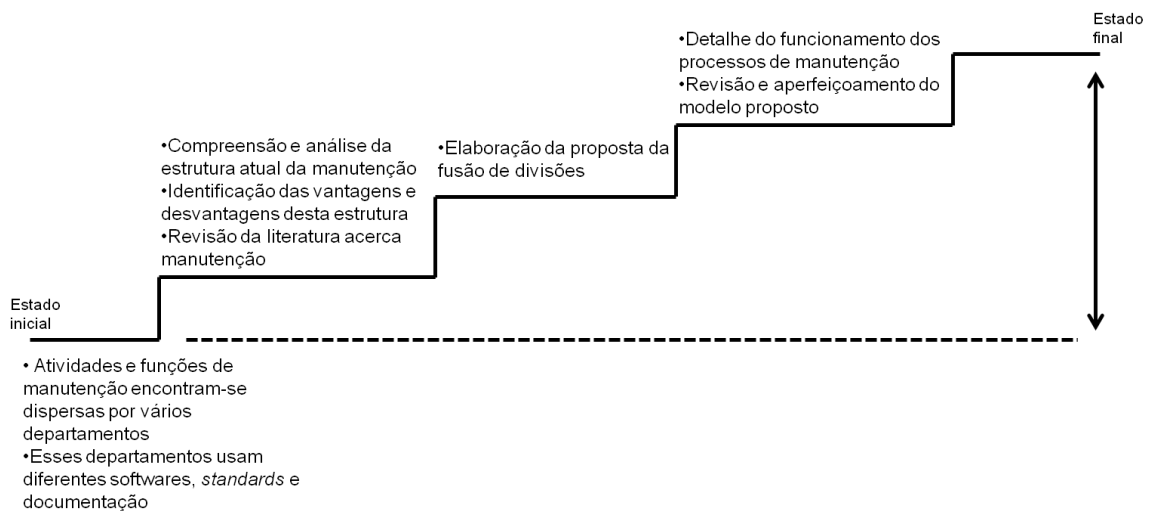 Estado
inicial
• Atividades e funções de
manutenção encontram-se
dispersas por vários
departamentos
•Esses departamentos usam
diferentes softwares, standards e
documentação
•Compreensão e análise da
estrutura atual da manutenção
•Identificação das vantagens e
desvantagens desta estrutura
•Revisão da literatura acerca
manutenção
•Elaboração da proposta da
fusão de divisões
•Detalhe do funcionamento dos
processos de manutenção
•Revisão e aperfeiçoamento do
modelo proposto
Estado
final